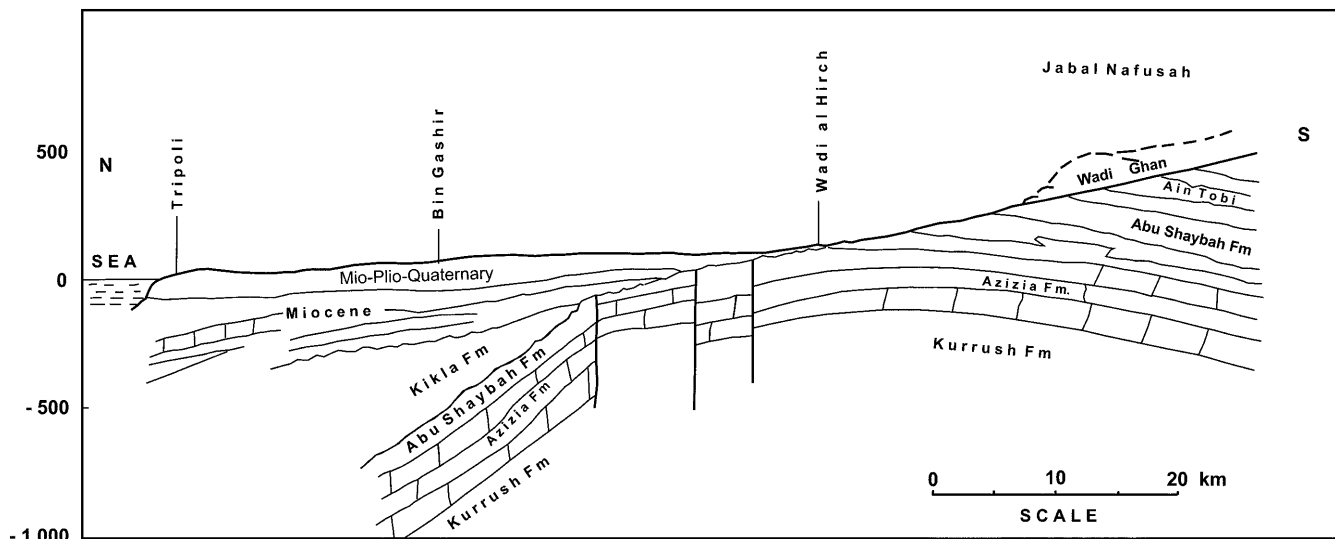 Jabal Nafusah
500
N
S
Tripoli
Bin Gashir
Wadi al Hirch
Wadi Ghan
Ain Tobi
Abu Shaybah Fm
SEA
0
Mio-Plio-Quaternary
Azizia Fm.
Miocene
Kurrush Fm
Kikla Fm
- 500
Abu Shaybah Fm
Azizia Fm
Kurrush Fm
0 10 20 km
SCALE
- 1 000